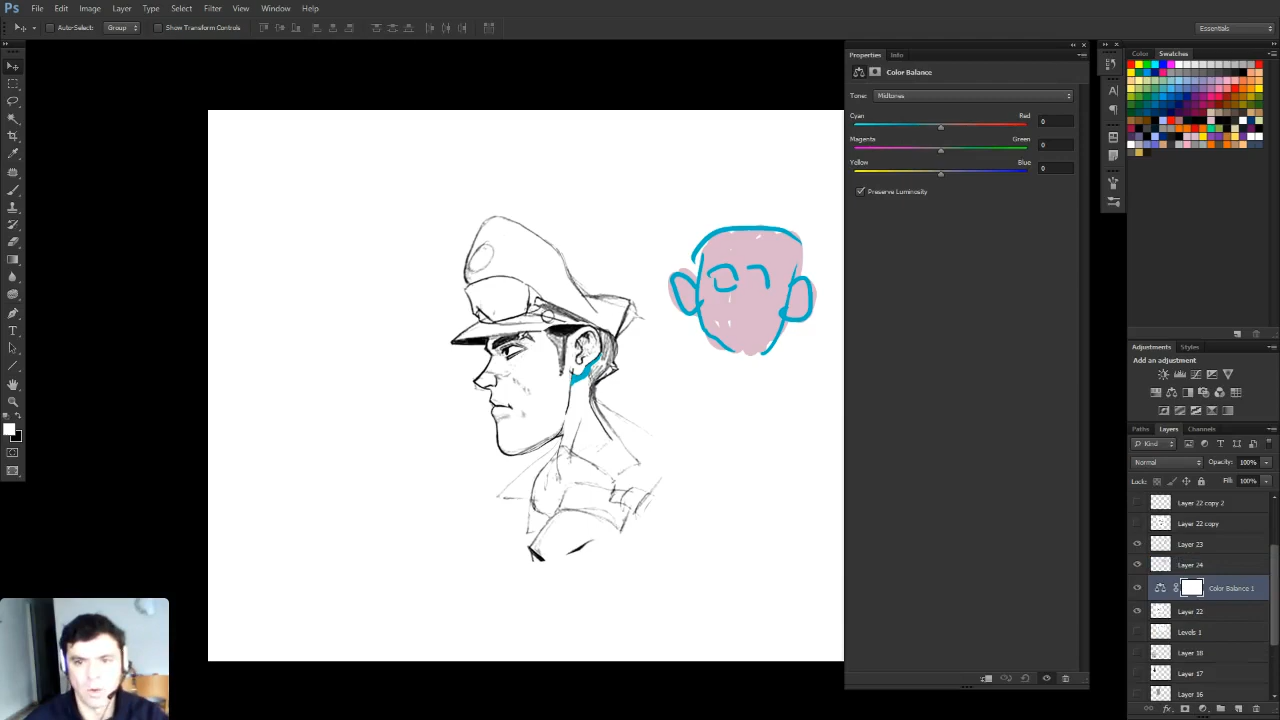 Ps File Edit Image Layer Type Select Filter View Window Help
Auto-Select: Group Show Transform Controls Essentials
Properties Info
Color Balance
Tone: Midtones
Cyan Red 0
Magenta Green 0
Yellow Blue 0
Preserve Luminosity
Color Swatches
Adjustments Styles
Add an adjustment
Paths Layers Channels
Kind
Normal Opacity: 100%
Lock: Fill: 100%
Layer 22 copy 2
Layer 22 copy
Layer 23
Layer 24
Color Balance 1
Layer 22
Levels 1
Layer 18
Layer 17
Layer 16